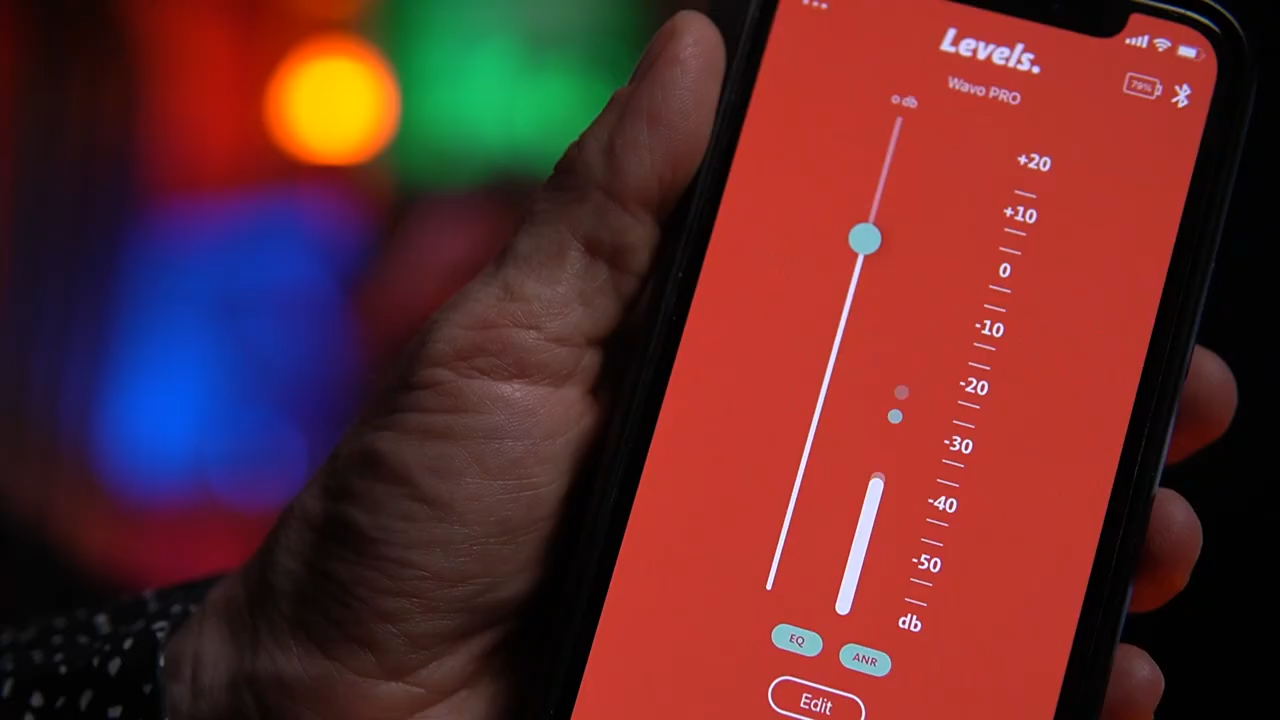 Levels.
Wavo PRO
79%
0 db
+20
+10
0
-10
-20
-30
-40
-50
db
EQ
ANR
Edit